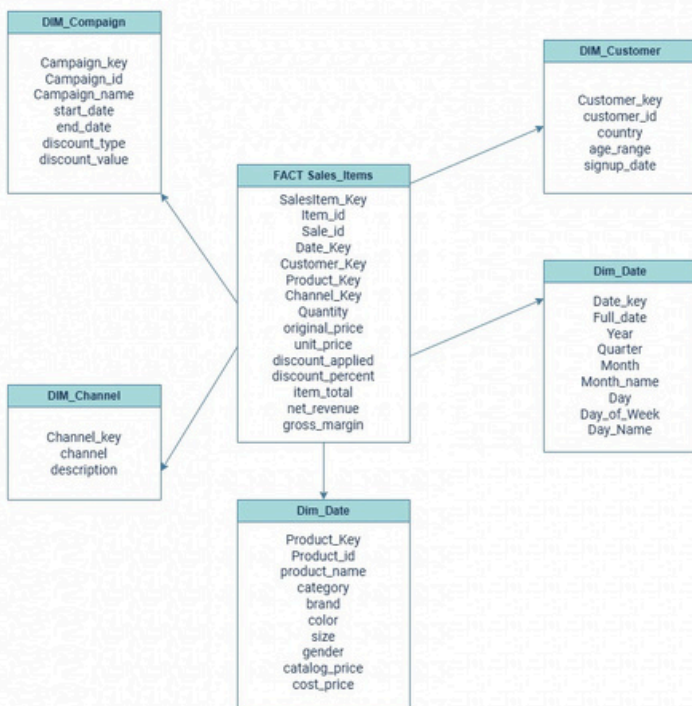 DIM_Compaign
Campaign_key
Campaign_id
Campaign_name
start_date
end_date
discount_type
discount_value
DIM_Customer
Customer_key
customer_id
country
age_range
signup_date
FACT Sales_Items
SalesItem_Key
Item_id
Sale_id
Date_Key
Customer_Key
Product_Key
Channel_Key
Quantity
original_price
unit_price
discount_applied
discount_percent
item_total
net_revenue
gross_margin
Dim_Date
Date_key
Full_date
Year
Quarter
Month
Month_name
Day
Day_of_Week
Day_Name
DIM_Channel
Channel_key
channel
description
Dim_Date
Product_Key
Product_id
product_name
category
brand
color
size
gender
catalog_price
cost_price